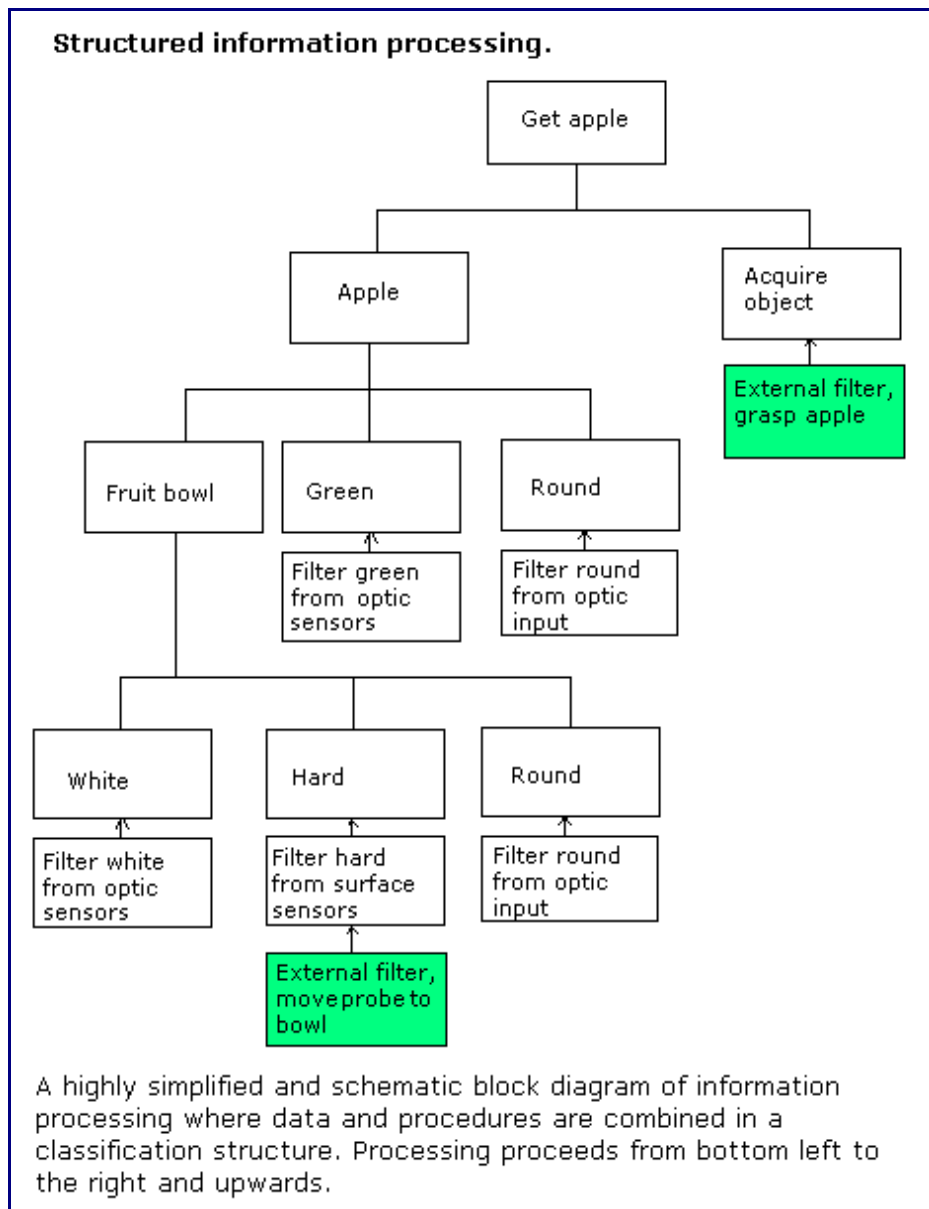 Structured information processing.
Get apple
Apple
Acquire
object
External filter,
grasp apple
Fruit bowl
Green
Round
Filter green
from optic
sensors
Filter round
from optic
input
White
Hard
Round
Filter white
from optic
sensors
Filter hard
from surface
sensors
Filter round
from optic
input
External filter,
move probe to
bowl
A highly simplified and schematic block diagram of information
processing where data and procedures are combined in a
classification structure. Processing proceeds from bottom left to
the right and upwards.